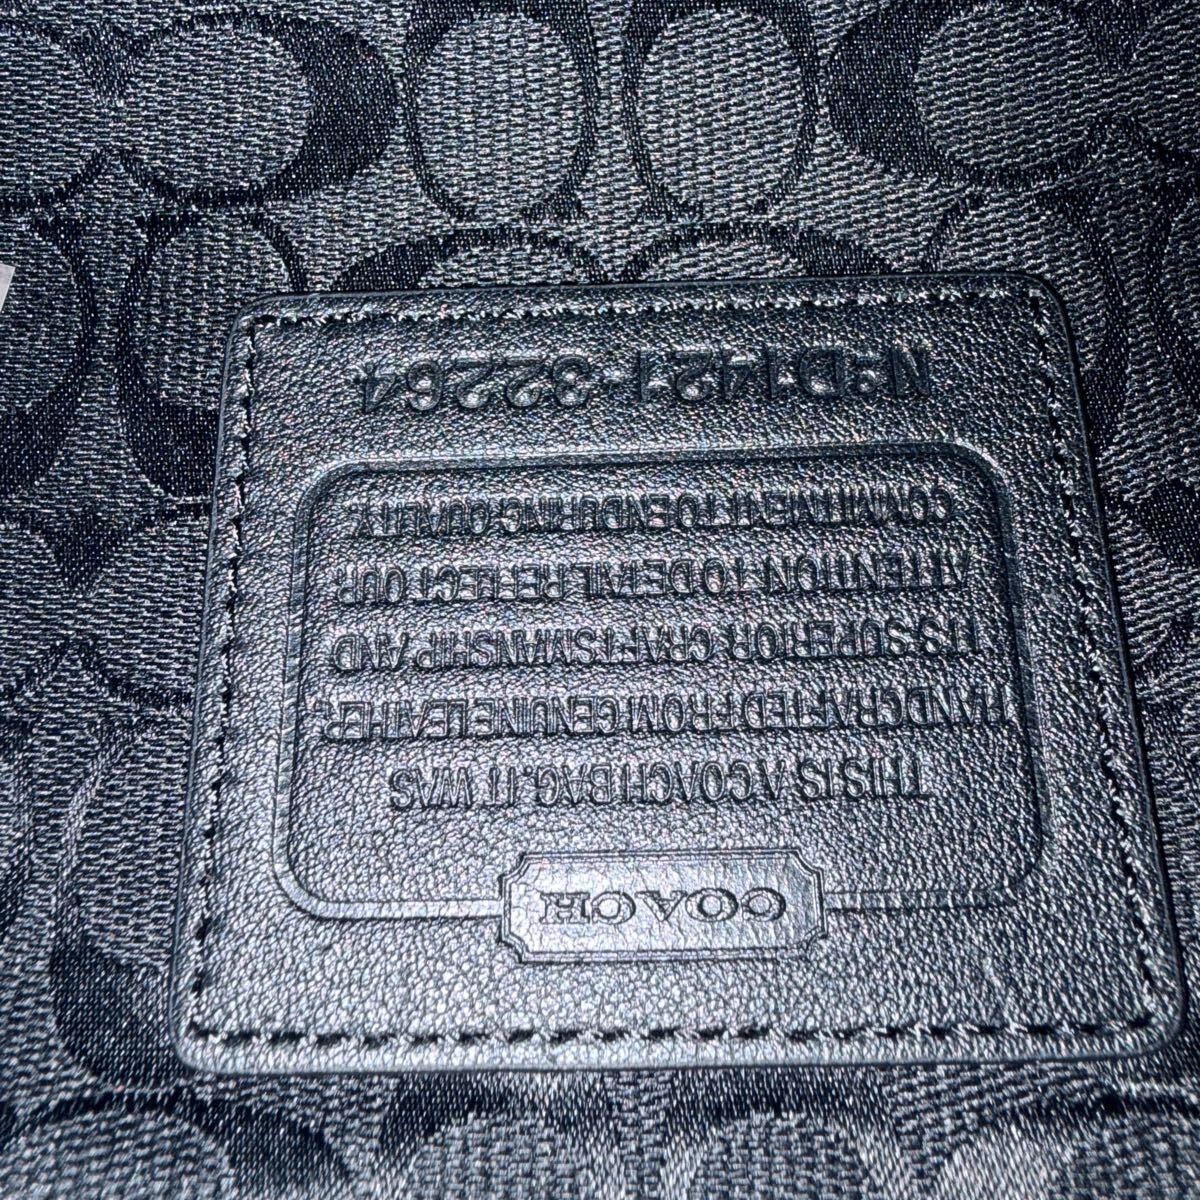 COACH
THIS IS A COACH BAG. IT WAS
HANDCRAFTED FROM GENUINE LEATHER.
ITS SUPERIOR CRAFTSMANSHIP AND
ATTENTION TO DETAIL REFLECT OUR
COMMITMENT TO ENDURING QUALITY.
Nº D1421-32264